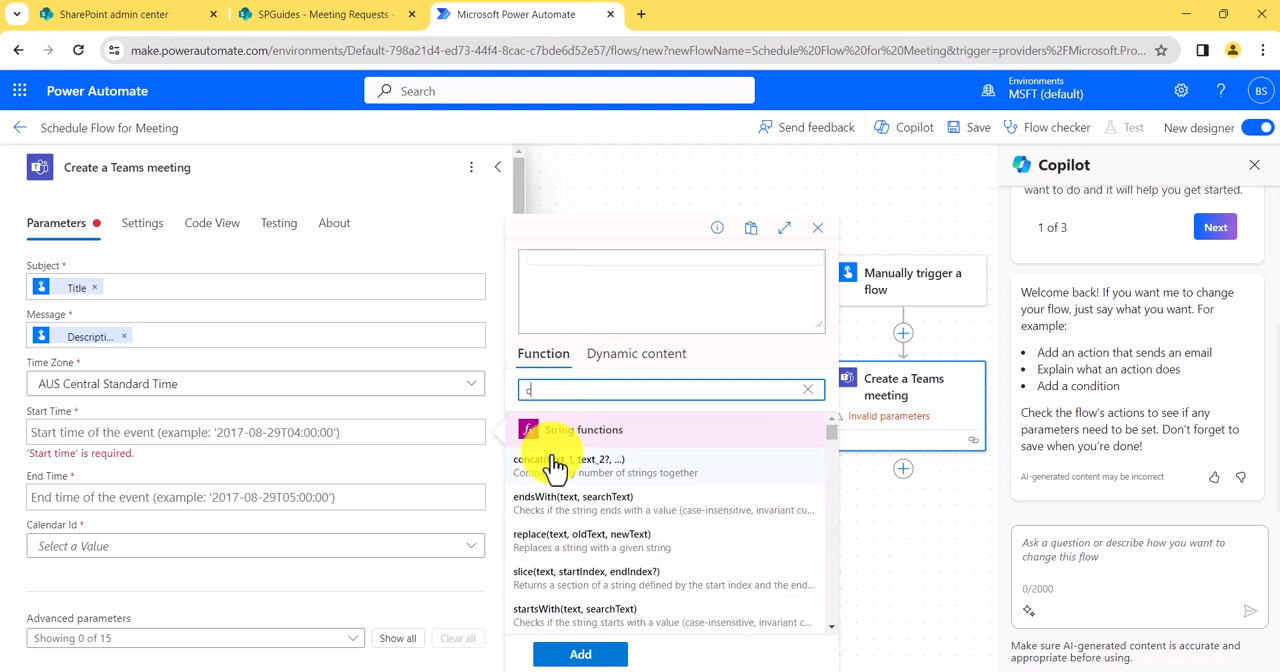 SharePoint admin center
SPGuides - Meeting Requests -
Microsoft Power Automate
make.powerautomate.com/environments/Default-798a21d4-ed73-44f4-8cac-c7bde6d52e57/flows/new?newFlowName=Schedule%20Flow%20for%20Meeting&trigger=providers%2FMicrosoft.Pro...
Power Automate
Search
Environments
MSFT (default)
BS
Schedule Flow for Meeting
Send feedback
Copilot
Save
Flow checker
Test
New designer
Create a Teams meeting
Parameters
Settings
Code View
Testing
About
Subject *
Title ×
Message *
Descripti... ×
Time Zone *
AUS Central Standard Time
Start Time *
Start time of the event (example: '2017-08-29T04:00:00')
'Start time' is required.
End Time *
End time of the event (example: '2017-08-29T05:00:00')
Calendar Id *
Select a Value
Advanced parameters
Showing 0 of 15
Show all
Clear all
Function
Dynamic content
c
String functions
text_2?, ...)
number of strings together
endsWith(text, searchText)
Checks if the string ends with a value (case-insensitive, invariant cu...
replace(text, oldText, newText)
Replaces a string with a given string
slice(text, startIndex, endIndex?)
Returns a section of a string defined by the start index and the end...
startsWith(text, searchText)
Checks if the string starts with a value (case-insensitive, invariant c...
Add
Manually trigger a
flow
Create a Teams
meeting
Invalid parameters
Copilot
want to do and it will help you get started.
1 of 3
Next
Welcome back! If you want me to change
your flow, just say what you want. For
example:
• Add an action that sends an email
• Explain what an action does
• Add a condition
Check the flow's actions to see if any
parameters need to be set. Don't forget to
save when you're done!
AI-generated content may be incorrect
Ask a question or describe how you want to
change this flow
0/2000
Make sure AI-generated content is accurate and
appropriate before using.